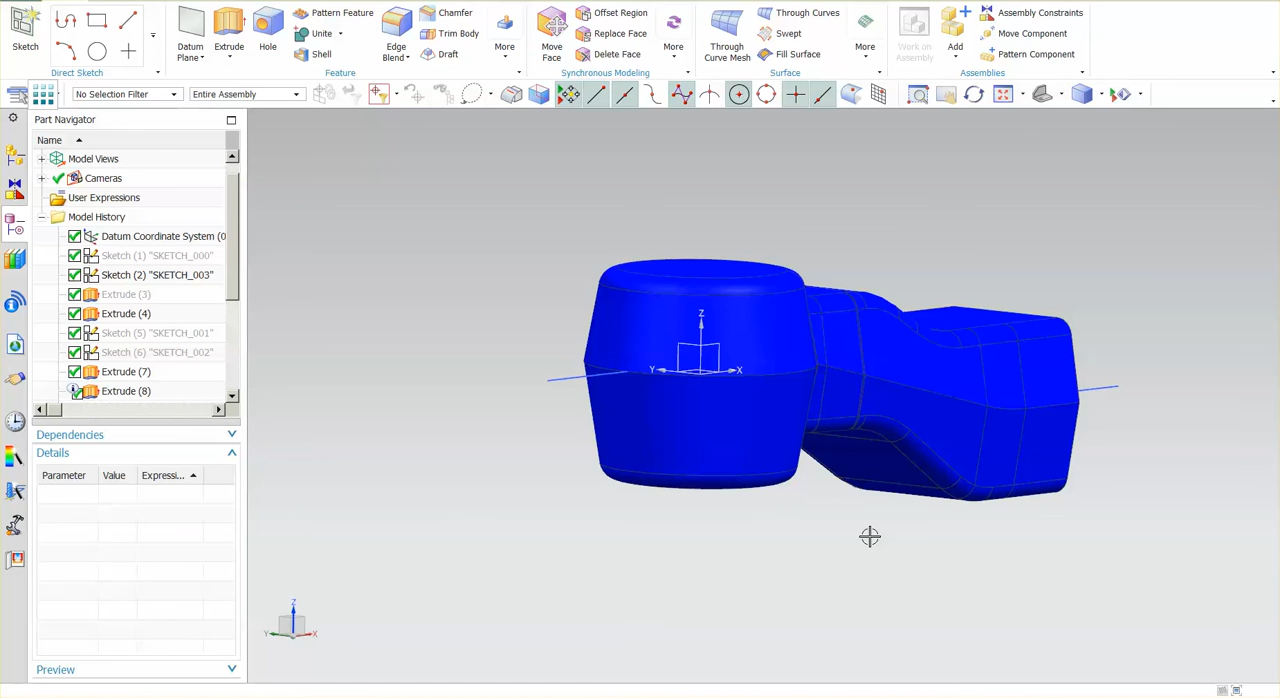 Sketch
Direct Sketch
Datum
Plane
Extrude
Hole
Pattern Feature
Unite
Shell
Edge
Blend
Chamfer
Trim Body
Draft
More
Feature
Move
Face
Offset Region
Replace Face
Delete Face
More
Synchronous Modeling
Through
Curve Mesh
Through Curves
Swept
Fill Surface
More
Surface
Work on
Assembly
Add
Assembly Constraints
Move Component
Pattern Component
Assemblies
No Selection Filter
Entire Assembly
Part Navigator
Name
Model Views
Cameras
User Expressions
Model History
Datum Coordinate System (0
Sketch (1) "SKETCH_000"
Sketch (2) "SKETCH_003"
Extrude (3)
Extrude (4)
Sketch (5) "SKETCH_001"
Sketch (6) "SKETCH_002"
Extrude (7)
Extrude (8)
Dependencies
Details
Parameter Value Expressi...
Preview
Z
Y X
Z
Y X